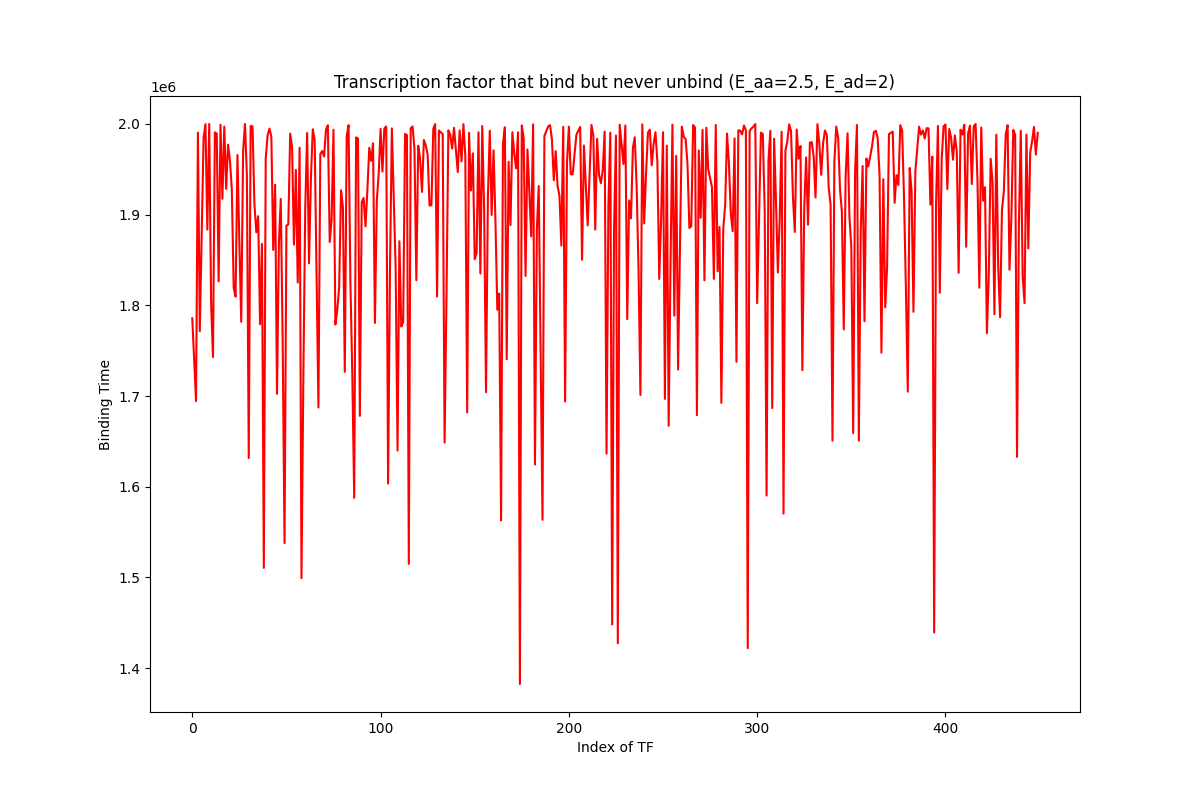 Transcription factor that bind but never unbind (E_aa=2.5, E_ad=2)
1e6
2.0
1.9
1.8
1.7
1.6
1.5
1.4
Binding Time
0 100 200 300 400
Index of TF